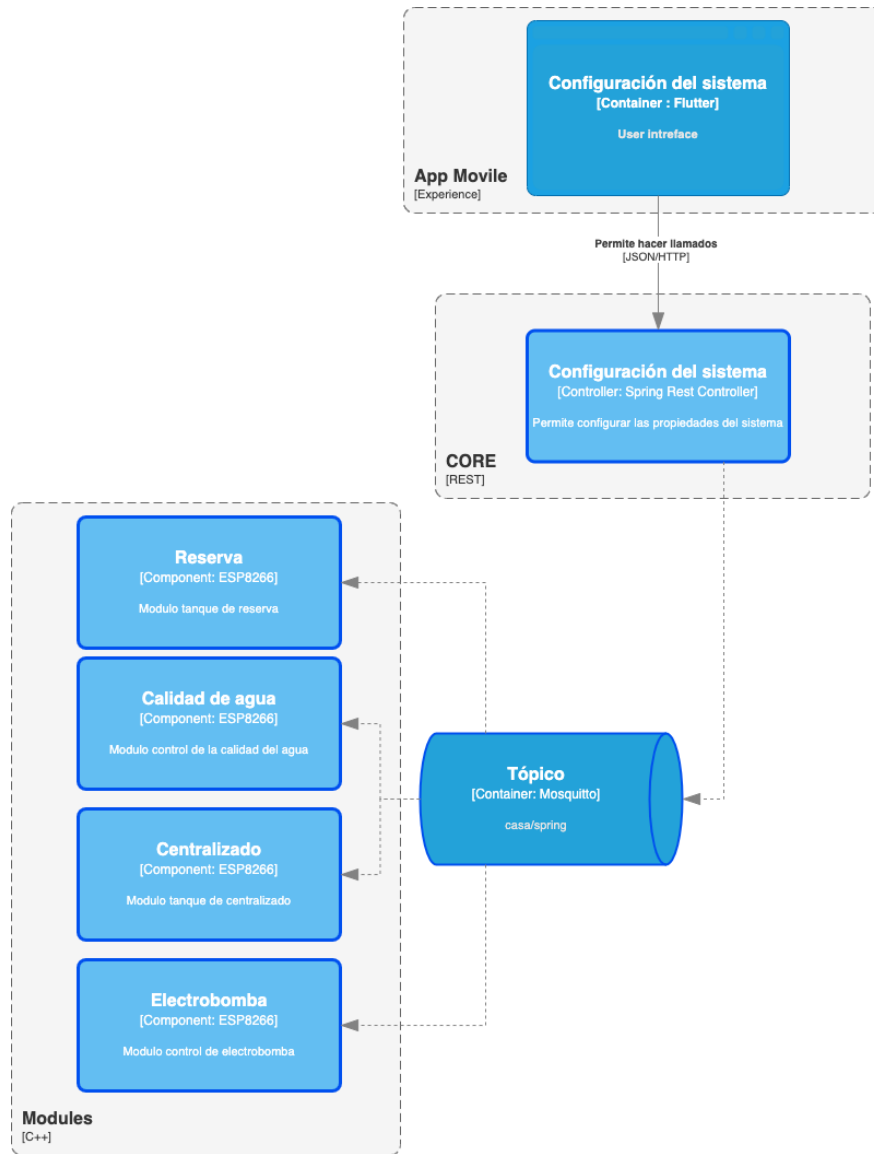 Configuración del sistema
[Container : Flutter]
User intreface
App Movile
[Experience]
Permite hacer llamados
[JSON/HTTP]
Configuración del sistema
[Controller: Spring Rest Controller]
Permite configurar las propiedades del sistema
CORE
[REST]
Reserva
[Component: ESP8266]
Modulo tanque de reserva
Calidad de agua
[Component: ESP8266]
Modulo control de la calidad del agua
Tópico
[Container: Mosquitto]
casa/spring
Centralizado
[Component: ESP8266]
Modulo tanque de centralizado
Electrobomba
[Component: ESP8266]
Modulo control de electrobomba
Modules
[C++]